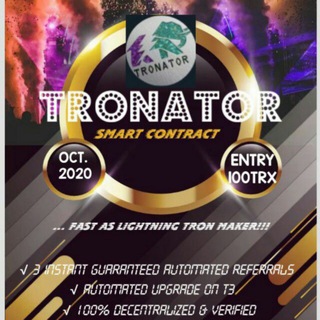 TRONATOR
TRONATOR
SMART CONTRACT
OCT.
2020
ENTRY
100TRX
... FAST AS LIGHTNING TRON MAKER!!!
√ 3 INSTANT GUARANTEED AUTOMATED REFERRALS
√ AUTOMATED UPGRADE ON T3.
√ 100% DECENTRALIZED & VERIFIED